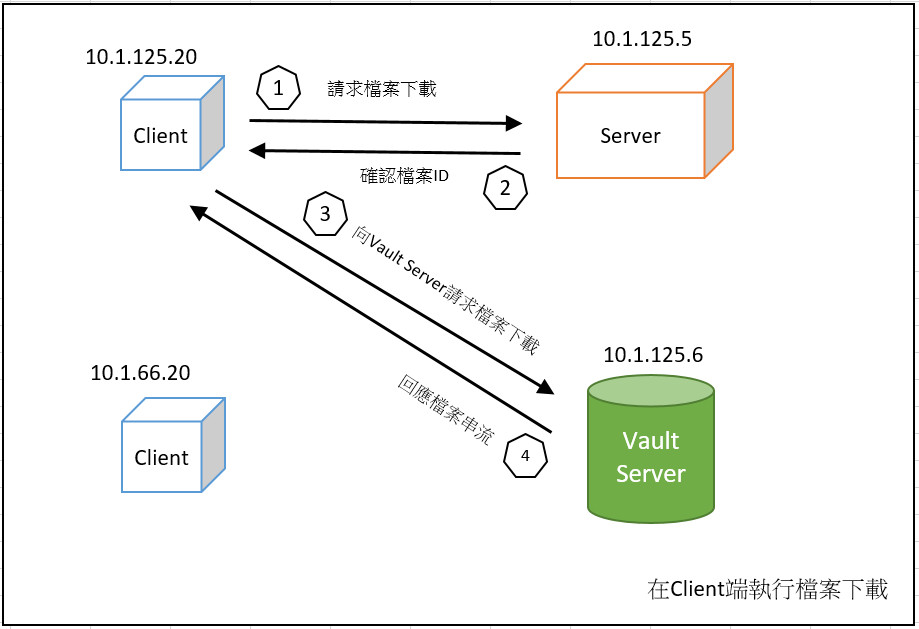 10.1.125.20
10.1.125.5
Client
1
請求檔案下載
Server
確認檔案ID
2
3
向Vault Server請求檔案下載
10.1.125.6
10.1.66.20
回應檔案串流
4
Client
Vault
Server
在Client端執行檔案下載